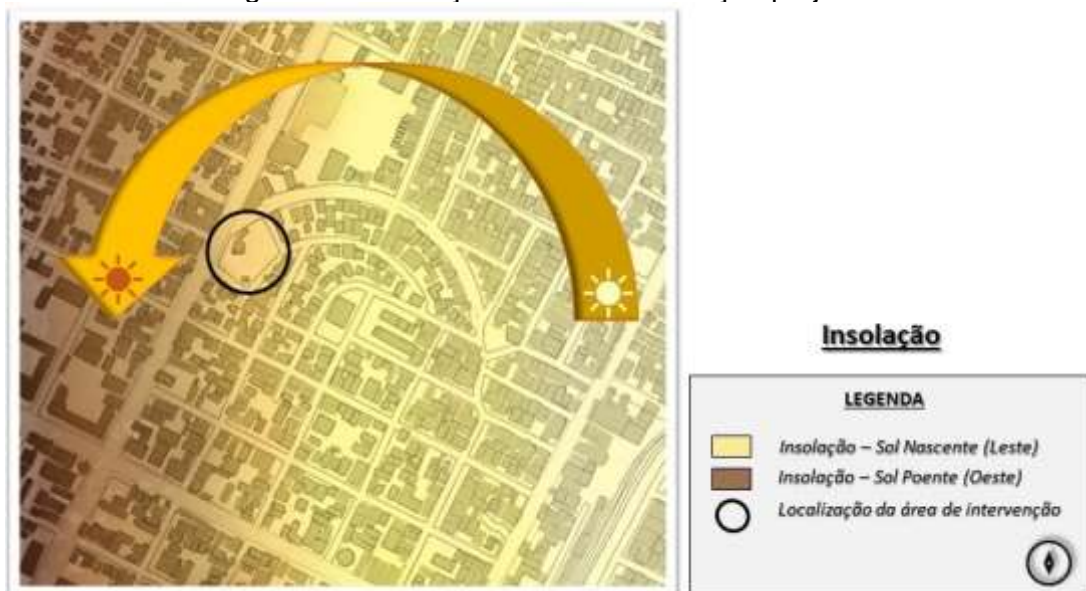 Insolação
LEGENDA
Insolação – Sol Nascente (Leste)
Insolação – Sol Poente (Oeste)
Localização da área de intervenção